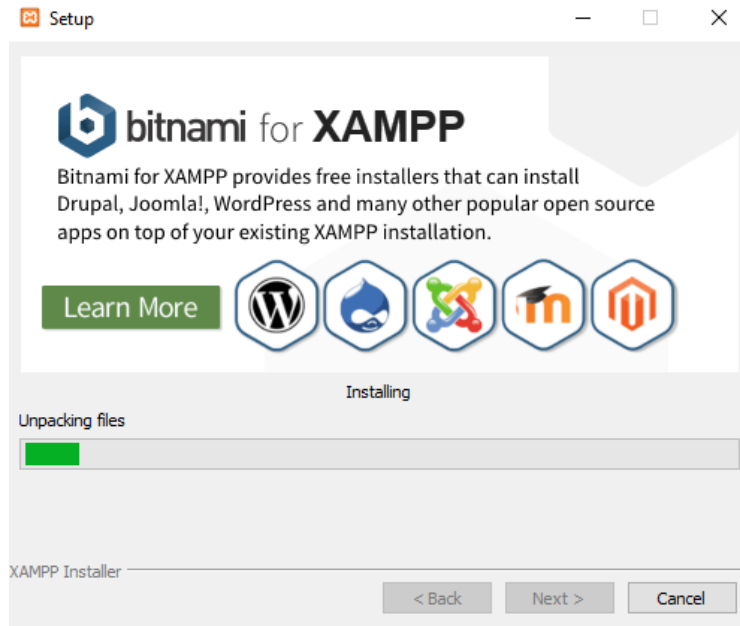 Setup
bitnami for XAMPP
Bitnami for XAMPP provides free installers that can install
Drupal, Joomla!, WordPress and many other popular open source
apps on top of your existing XAMPP installation.
Learn More
Installing
Unpacking files
XAMPP Installer
< Back Next > Cancel